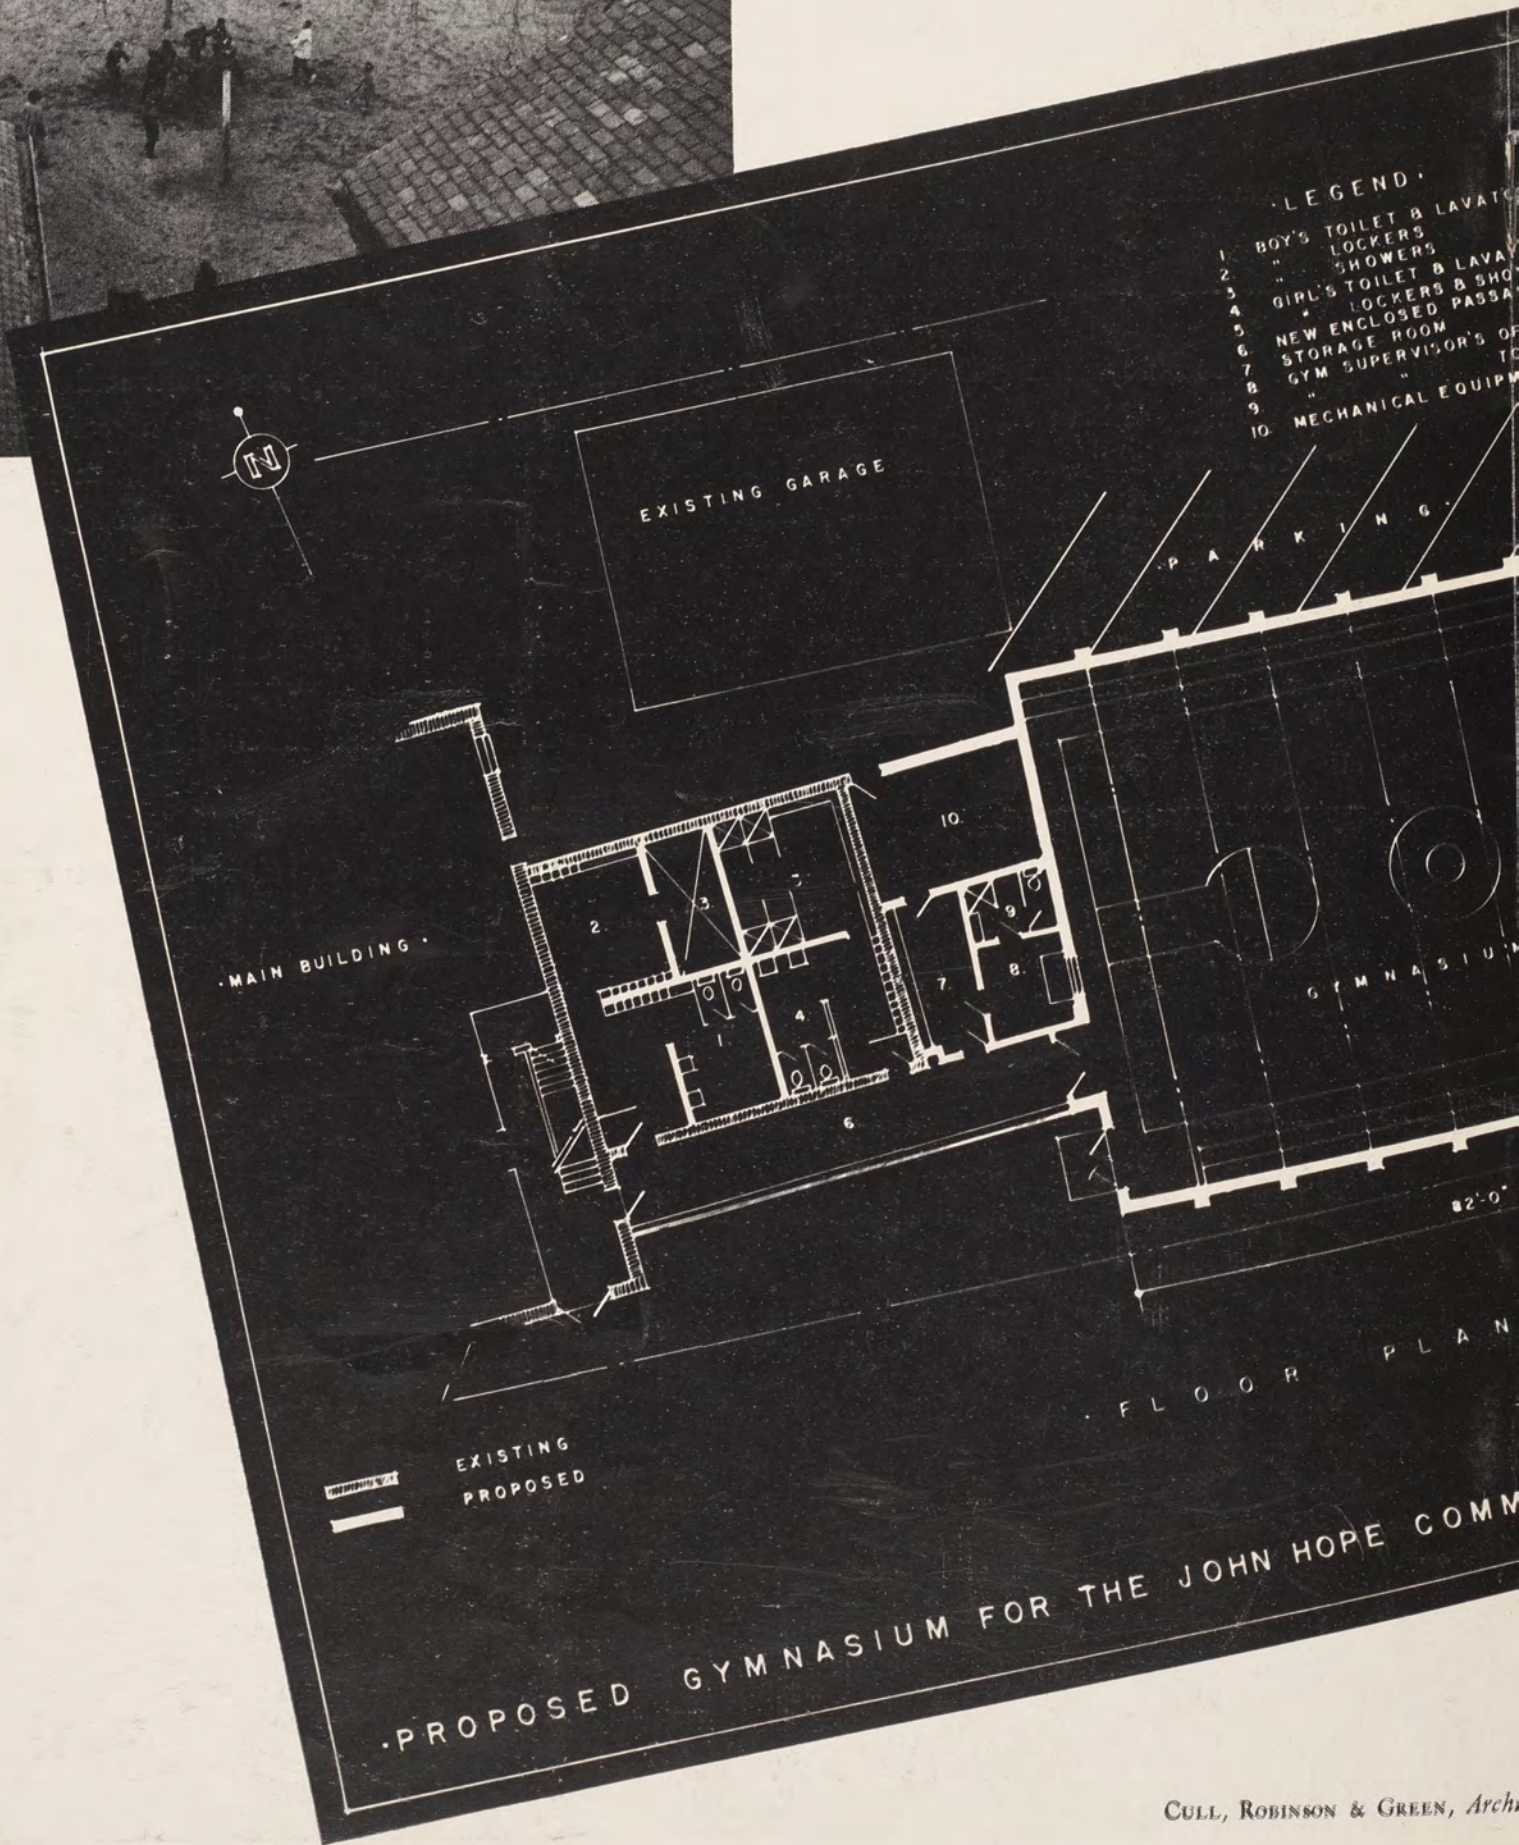 ·LEGEND·
1. BOY'S TOILET & LAVATO
2. " LOCKERS
3 " SHOWERS
4 GIRL'S TOILET & LAVA
5. " LOCKERS & SHO
6. NEW ENCLOSED PASSA
7 STORAGE ROOM
8 GYM SUPERVISOR'S OF
9. " " TO
10. MECHANICAL EQUIPM
N
EXISTING GARAGE
·PARKING·
10.
2.
3.
9
·MAIN BUILDING·
8.
7.
GYMNASIUM
1.
4
6
82'-0"
·FLOOR PLAN
EXISTING
PROPOSED
·PROPOSED GYMNASIUM FOR THE JOHN HOPE COMM
CULL, ROBINSON & GREEN, Archi